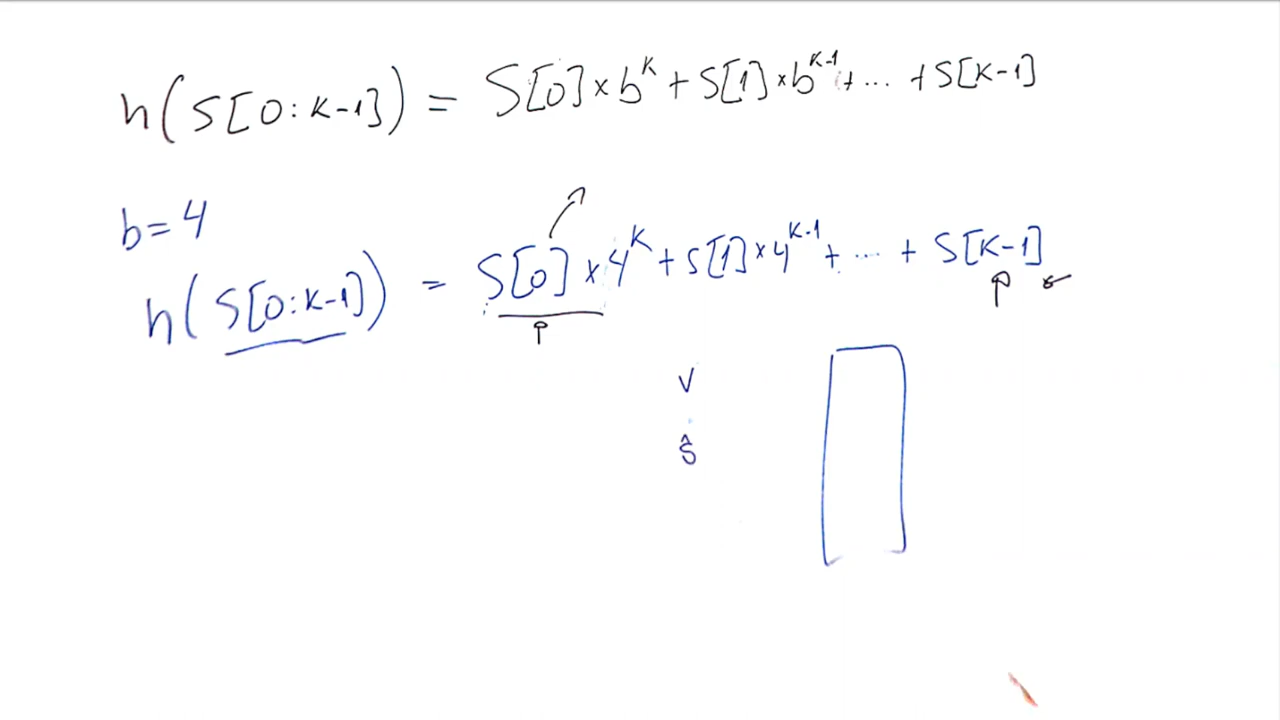 h(S[0:K-1]) = S[0]×b^K + S[1]×b^K-1 + ... + S[K-1]
b=4
h(S[0:K-1]) = S[0]×4^K + S[1]×4^K-1 + ... + S[K-1]
V
Ŝ